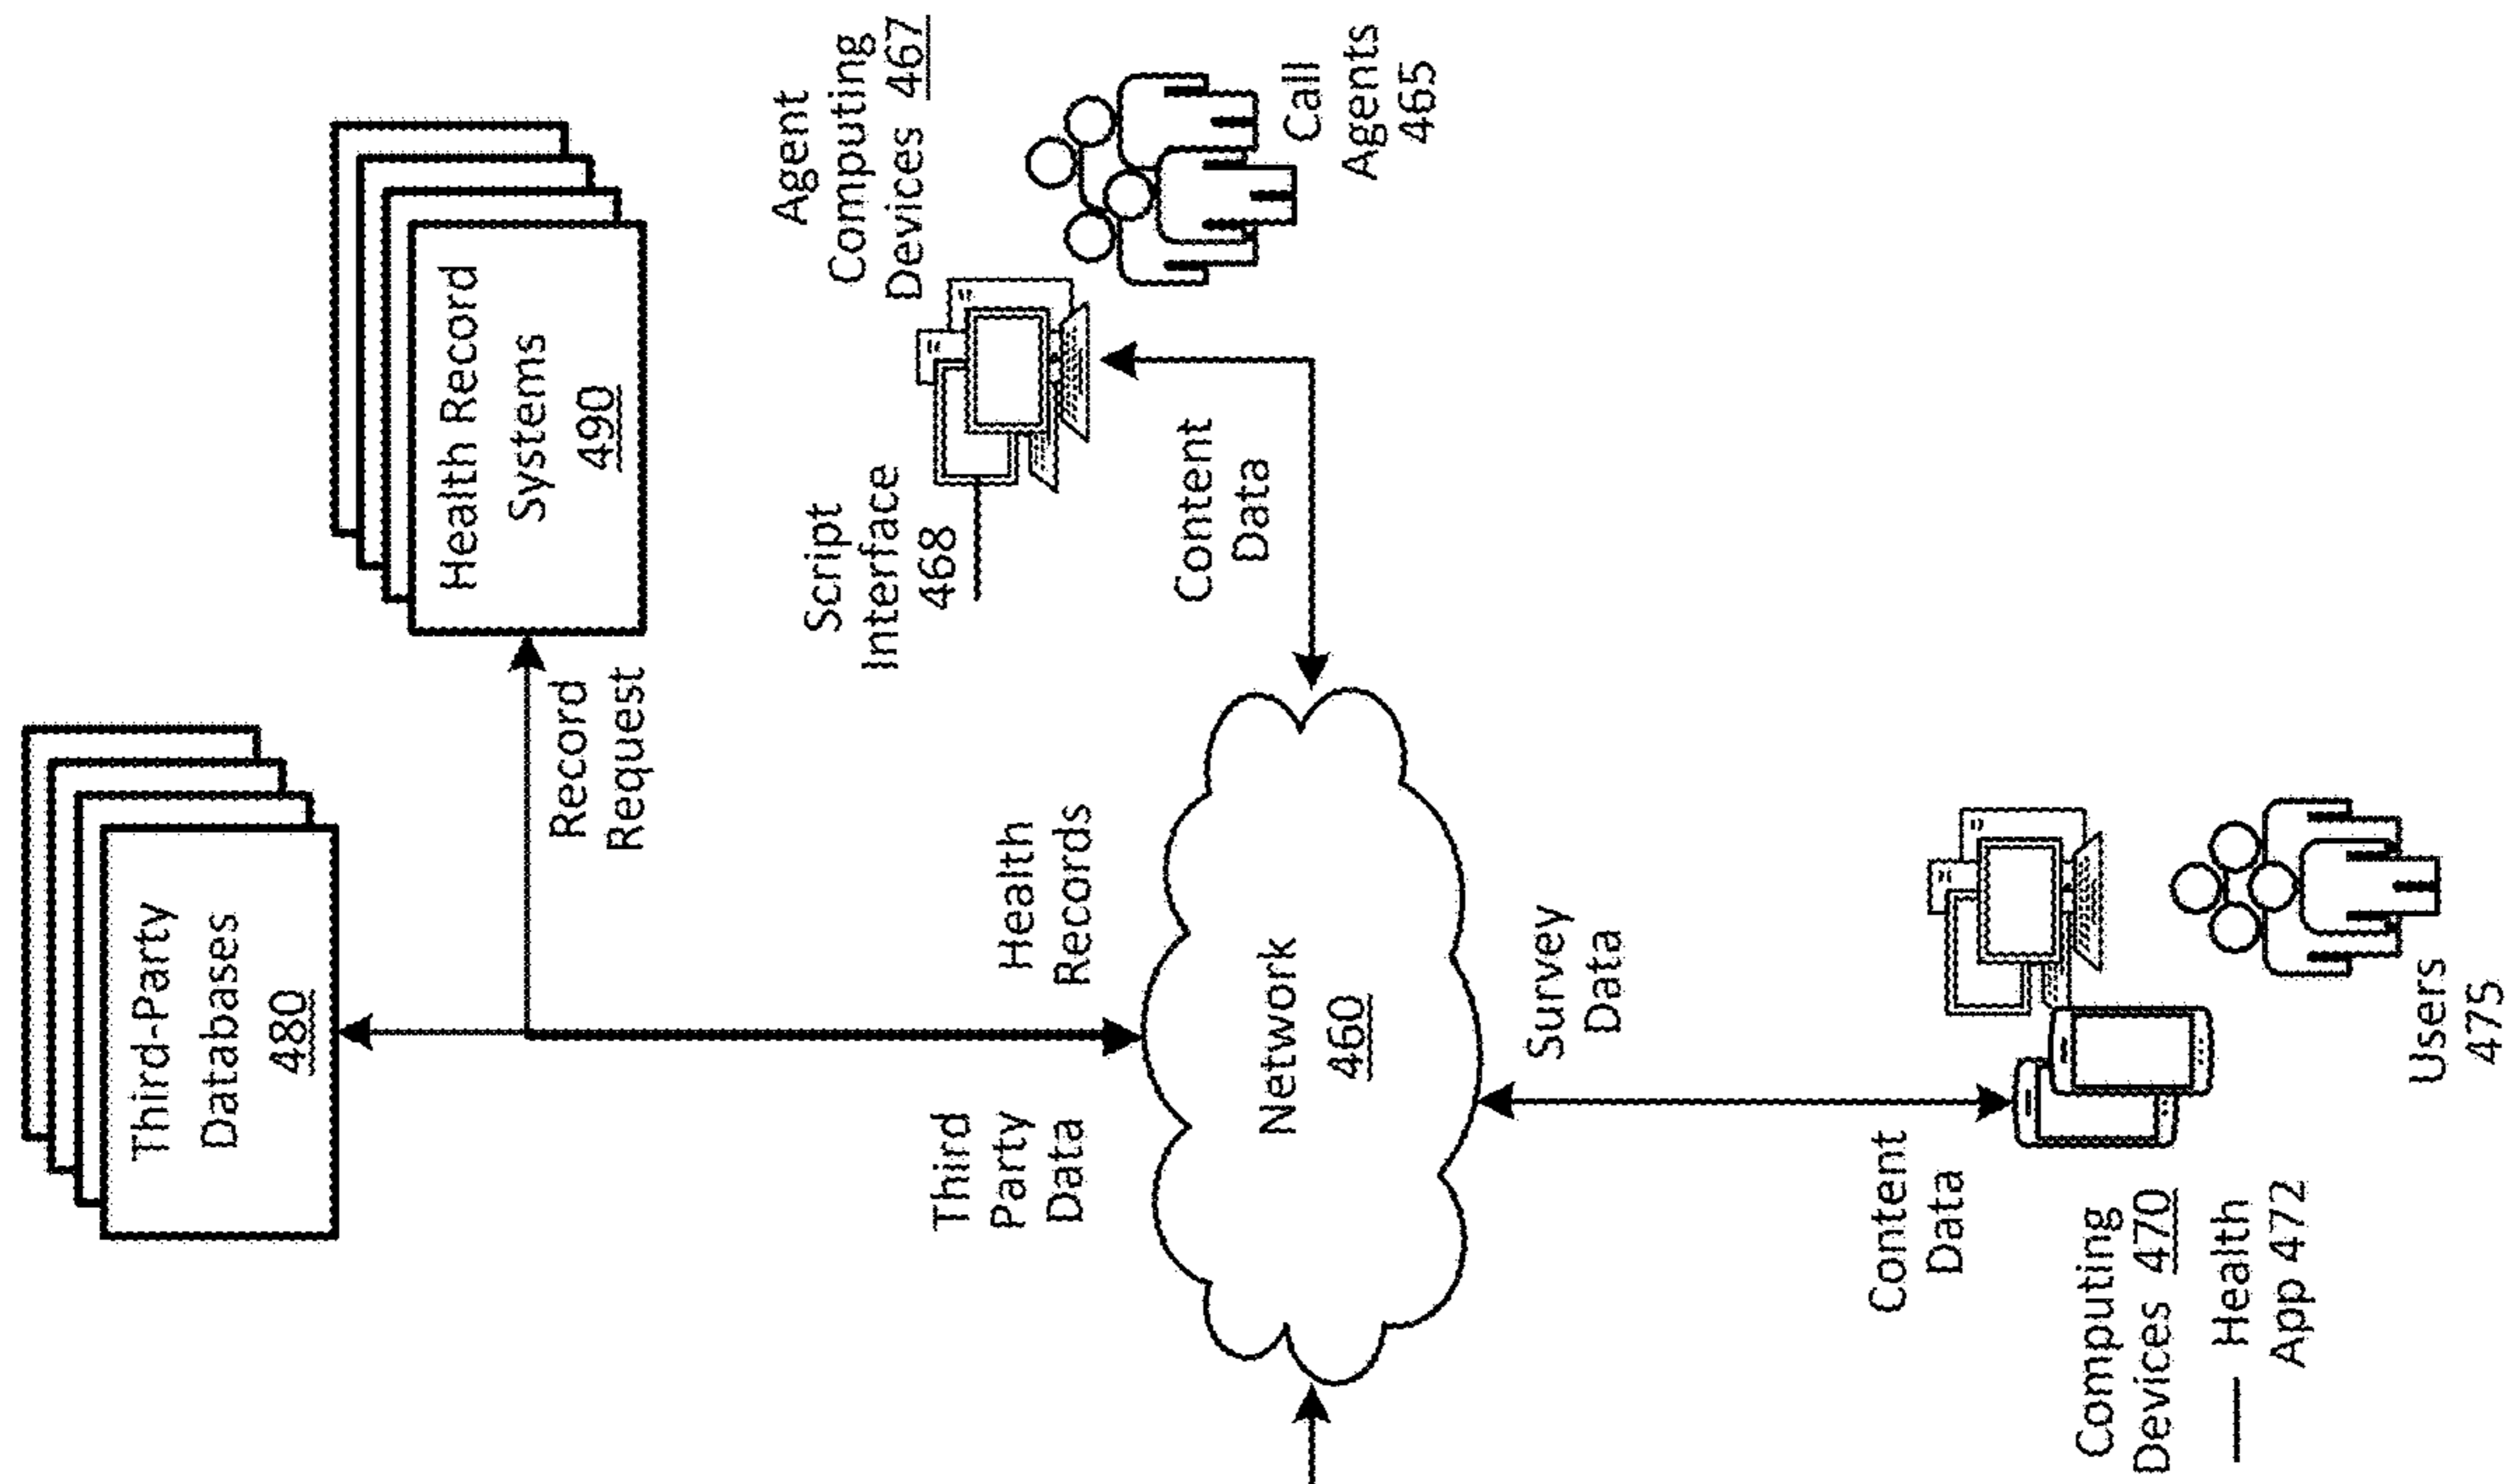 Third-Party
Databases
480
Health Record
Systems
490
Record
Request
Third
Party
Data
Health
Records
Script
Interface
468
Agent
Computing
Devices 467
Call
Agents
465
Content
Data
Network
460
Survey
Data
Content
Data
Computing
Devices 470
Health
App 472
Users
475